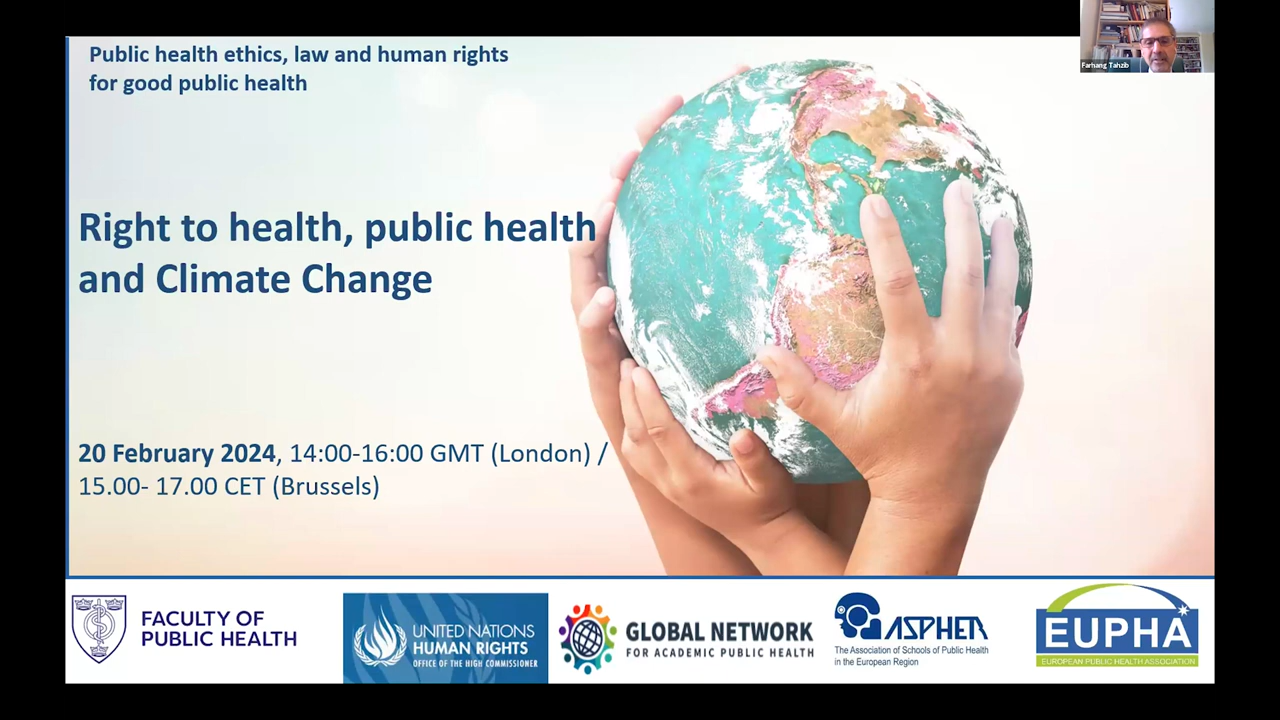 Public health ethics, law and human rights
for good public health
Farhang Tahzib
Right to health, public health
and Climate Change
20 February 2024, 14:00-16:00 GMT (London) /
15.00- 17.00 CET (Brussels)
FACULTY OF
PUBLIC HEALTH
UNITED NATIONS
HUMAN RIGHTS
OFFICE OF THE HIGH COMMISSIONER
GLOBAL NETWORK
FOR ACADEMIC PUBLIC HEALTH
ASPHER
The Association of Schools of Public Health
in the European Region
EUPHA
EUROPEAN PUBLIC HEALTH ASSOCIATION